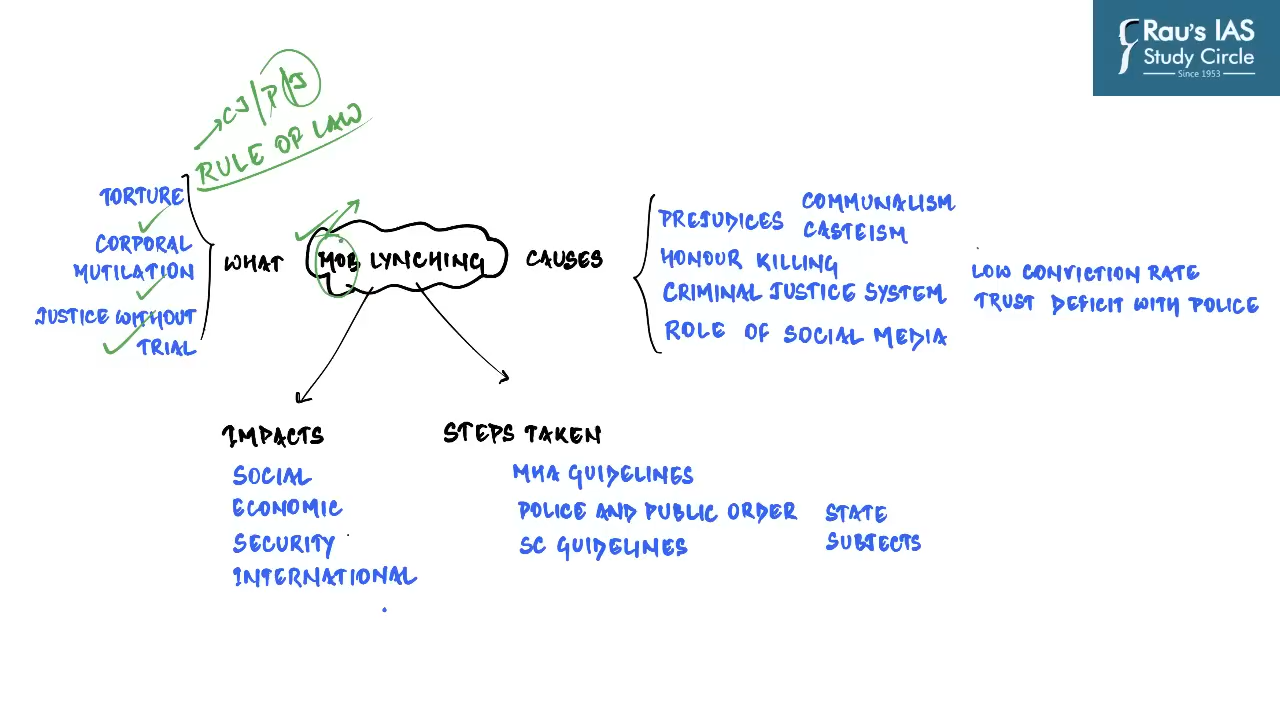 Rau's IAS
Study Circle
Since 1953
CJ/P/J
RULE OF LAW
TORTURE
CORPORAL
MUTILATION
JUSTICE WITHOUT
TRIAL
WHAT
MOB LYNCHING
CAUSES
PREJUDICES
COMMUNALISM
CASTEISM
HONOUR KILLING
CRIMINAL JUSTICE SYSTEM
LOW CONVICTION RATE
TRUST DEFICIT WITH POLICE
ROLE OF SOCIAL MEDIA
IMPACTS
SOCIAL
ECONOMIC
SECURITY
INTERNATIONAL
STEPS TAKEN
MHA GUIDELINES
POLICE AND PUBLIC ORDER
STATE
SUBJECTS
SC GUIDELINES